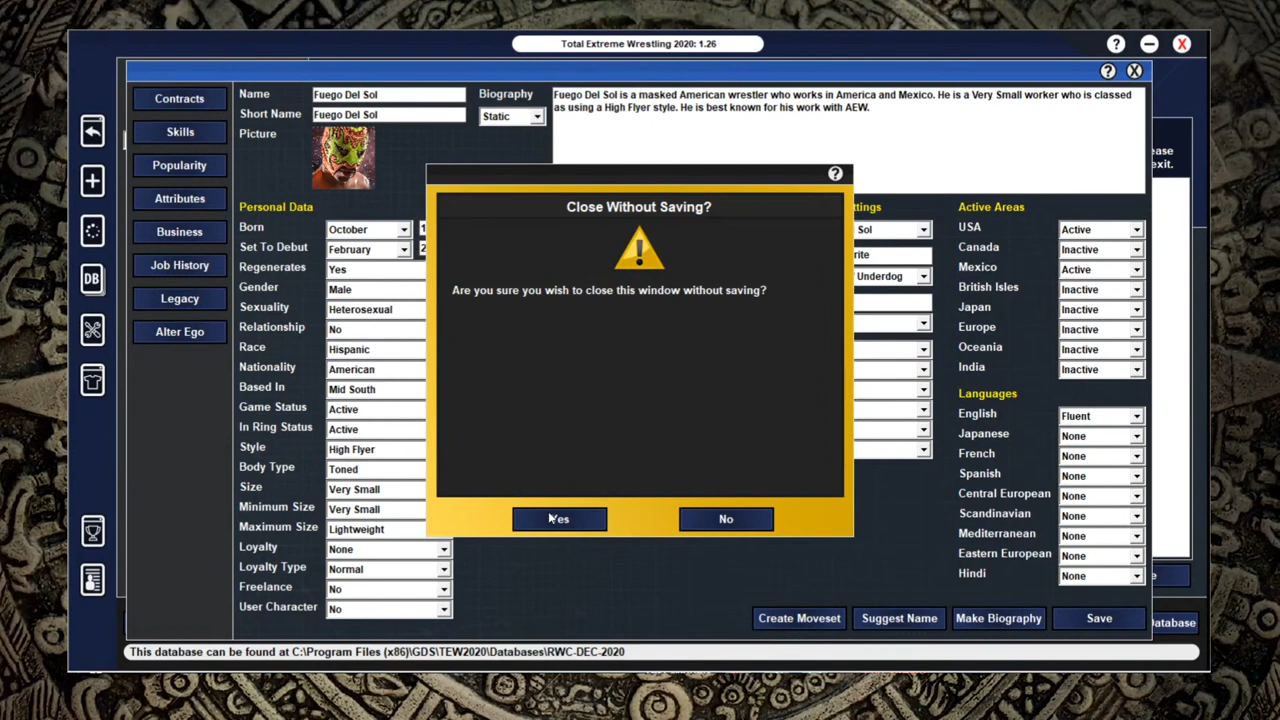 Total Extreme Wrestling 2020: 1.26
? X
? X
Contracts
Skills
Popularity
Attributes
Business
Job History
Legacy
Alter Ego
DB
Name Fuego Del Sol
Short Name Fuego Del Sol
Picture
Biography
Static
Fuego Del Sol is a masked American wrestler who works in America and Mexico. He is a Very Small worker who is classed
as using a High Flyer style. He is best known for his work with AEW.
Personal Data
Born October 1
Set To Debut February 2
Regenerates Yes
Gender Male
Sexuality Heterosexual
Relationship No
Race Hispanic
Nationality American
Based In Mid South
Game Status Active
In Ring Status Active
Style High Flyer
Body Type Toned
Size Very Small
Minimum Size Very Small
Maximum Size Lightweight
Loyalty None
Loyalty Type Normal
Freelance No
User Character No
?
Close Without Saving?
!
Are you sure you wish to close this window without saving?
Yes No
ttings
Sol
rite
Underdog
Active Areas
USA Active
Canada Inactive
Mexico Active
British Isles Inactive
Japan Inactive
Europe Inactive
Oceania Inactive
India Inactive
Languages
English Fluent
Japanese None
French None
Spanish None
Central European None
Scandinavian None
Mediterranean None
Eastern European None
Hindi None
ease
exit.
e
atabase
Create Moveset Suggest Name Make Biography Save
This database can be found at C:\Program Files (x86)\GDS\TEW2020\Databases\RWC-DEC-2020